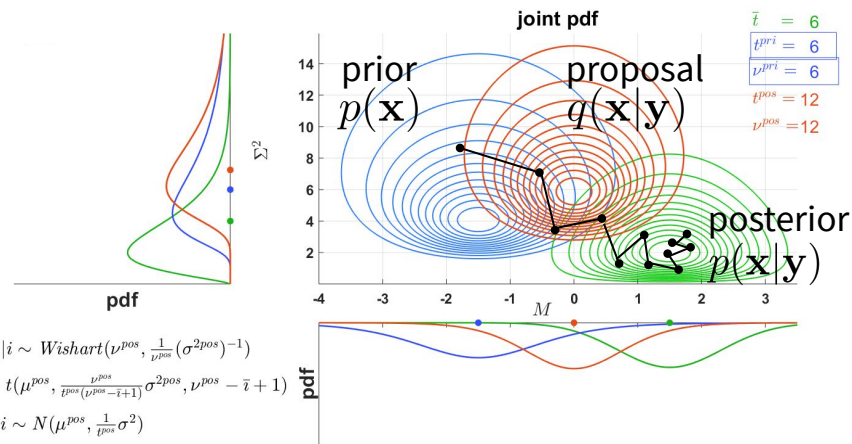 joint pdf
t̄ = 6
t^pri = 6
ν^pri = 6
t^pos = 12
ν^pos = 12
prior
p(x)
proposal
q(x|y)
posterior
p(x|y)
Σ²
14
12
10
8
6
4
2
-4 -3 -2 -1 0 1 2 3
M
pdf
pdf
|i ∼ Wishart(ν^pos, 1/ν^pos (σ^2pos)^-1)
t(μ^pos, ν^pos/(t^pos(ν^pos−ī+1)) σ^2pos, ν^pos − ī + 1)
i ∼ N(μ^pos, 1/t^pos σ²)